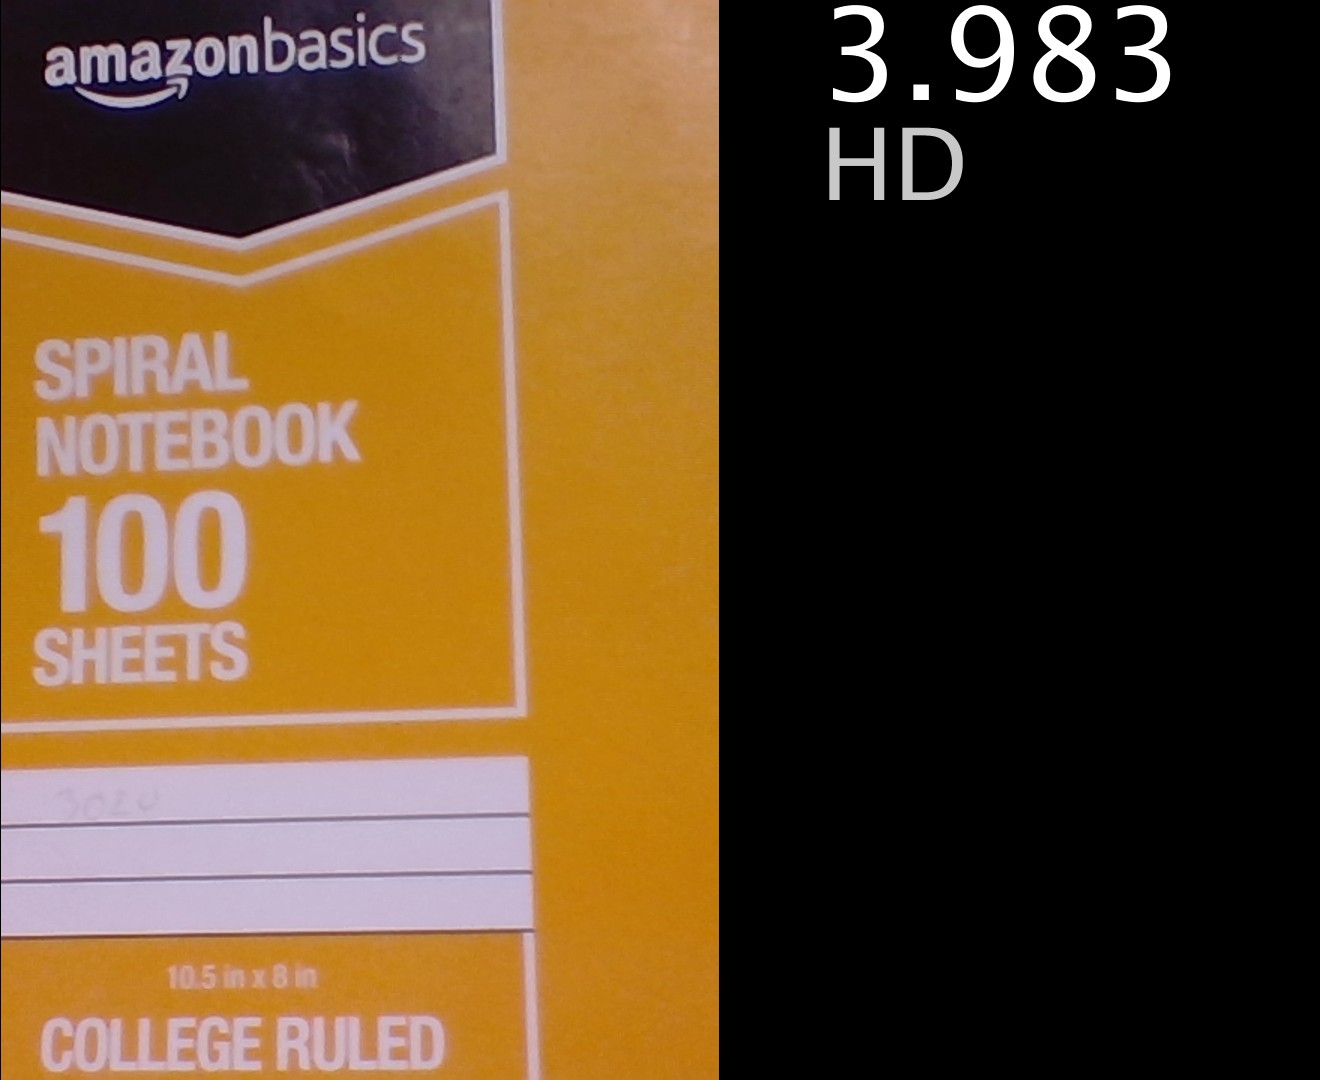 amazonbasics
SPIRAL
NOTEBOOK
100
SHEETS
10.5 in x 8 in
COLLEGE RULED
3.983
HD